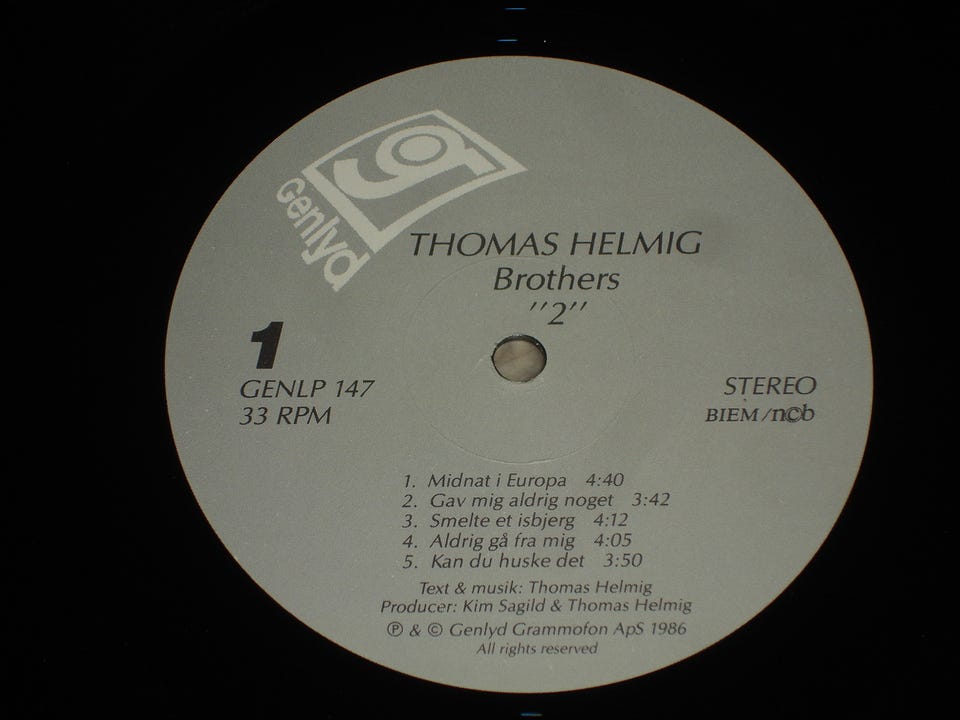 Genlyd
THOMAS HELMIG
Brothers
"2"
1
GENLP 147
33 RPM
STEREO
BIEM/n©b
1. Midnat i Europa 4:40
2. Gav mig aldrig noget 3:42
3. Smelte et isbjerg 4:12
4. Aldrig gå fra mig 4:05
5. Kan du huske det 3:50
Text & musik: Thomas Helmig
Producer: Kim Sagild & Thomas Helmig
℗ & © Genlyd Grammofon ApS 1986
All rights reserved